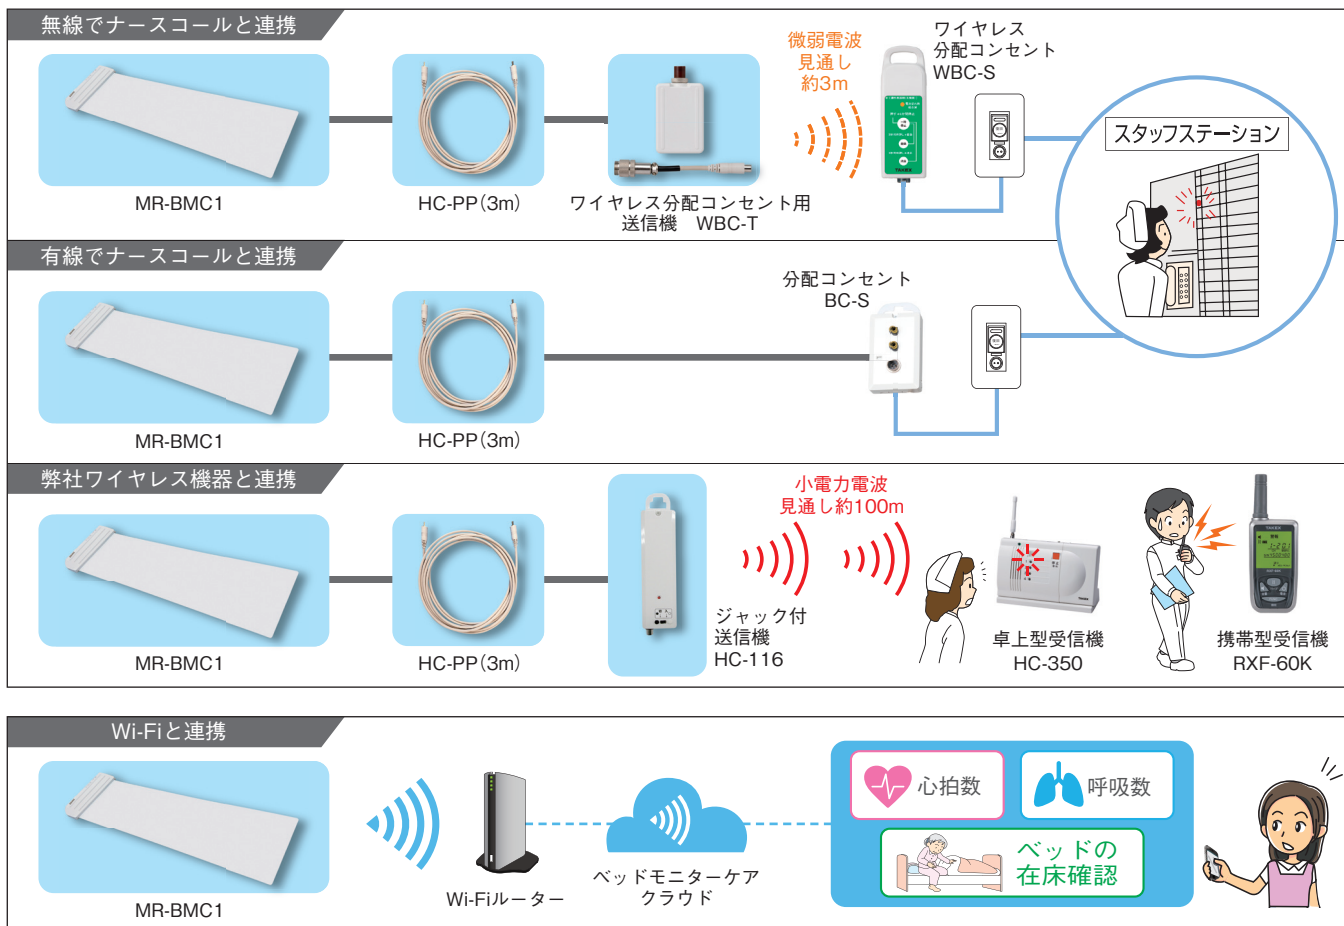 無線でナースコールと連携
MR-BMC1
HC-PP(3m)
ワイヤレス分配コンセント用
送信機　WBC-T
微弱電波
見通し
約3m
ワイヤレス
分配コンセント
WBC-S
TAKEX
スタッフステーション
有線でナースコールと連携
MR-BMC1
HC-PP(3m)
分配コンセント
BC-S
弊社ワイヤレス機器と連携
MR-BMC1
HC-PP(3m)
ジャック付
送信機
HC-116
小電力電波
見通し約100m
卓上型受信機
HC-350
TAKEX
携帯型受信機
RXF-60K
Wi-Fiと連携
MR-BMC1
Wi-Fiルーター
ベッドモニターケア
クラウド
心拍数
呼吸数
ベッドの
在床確認